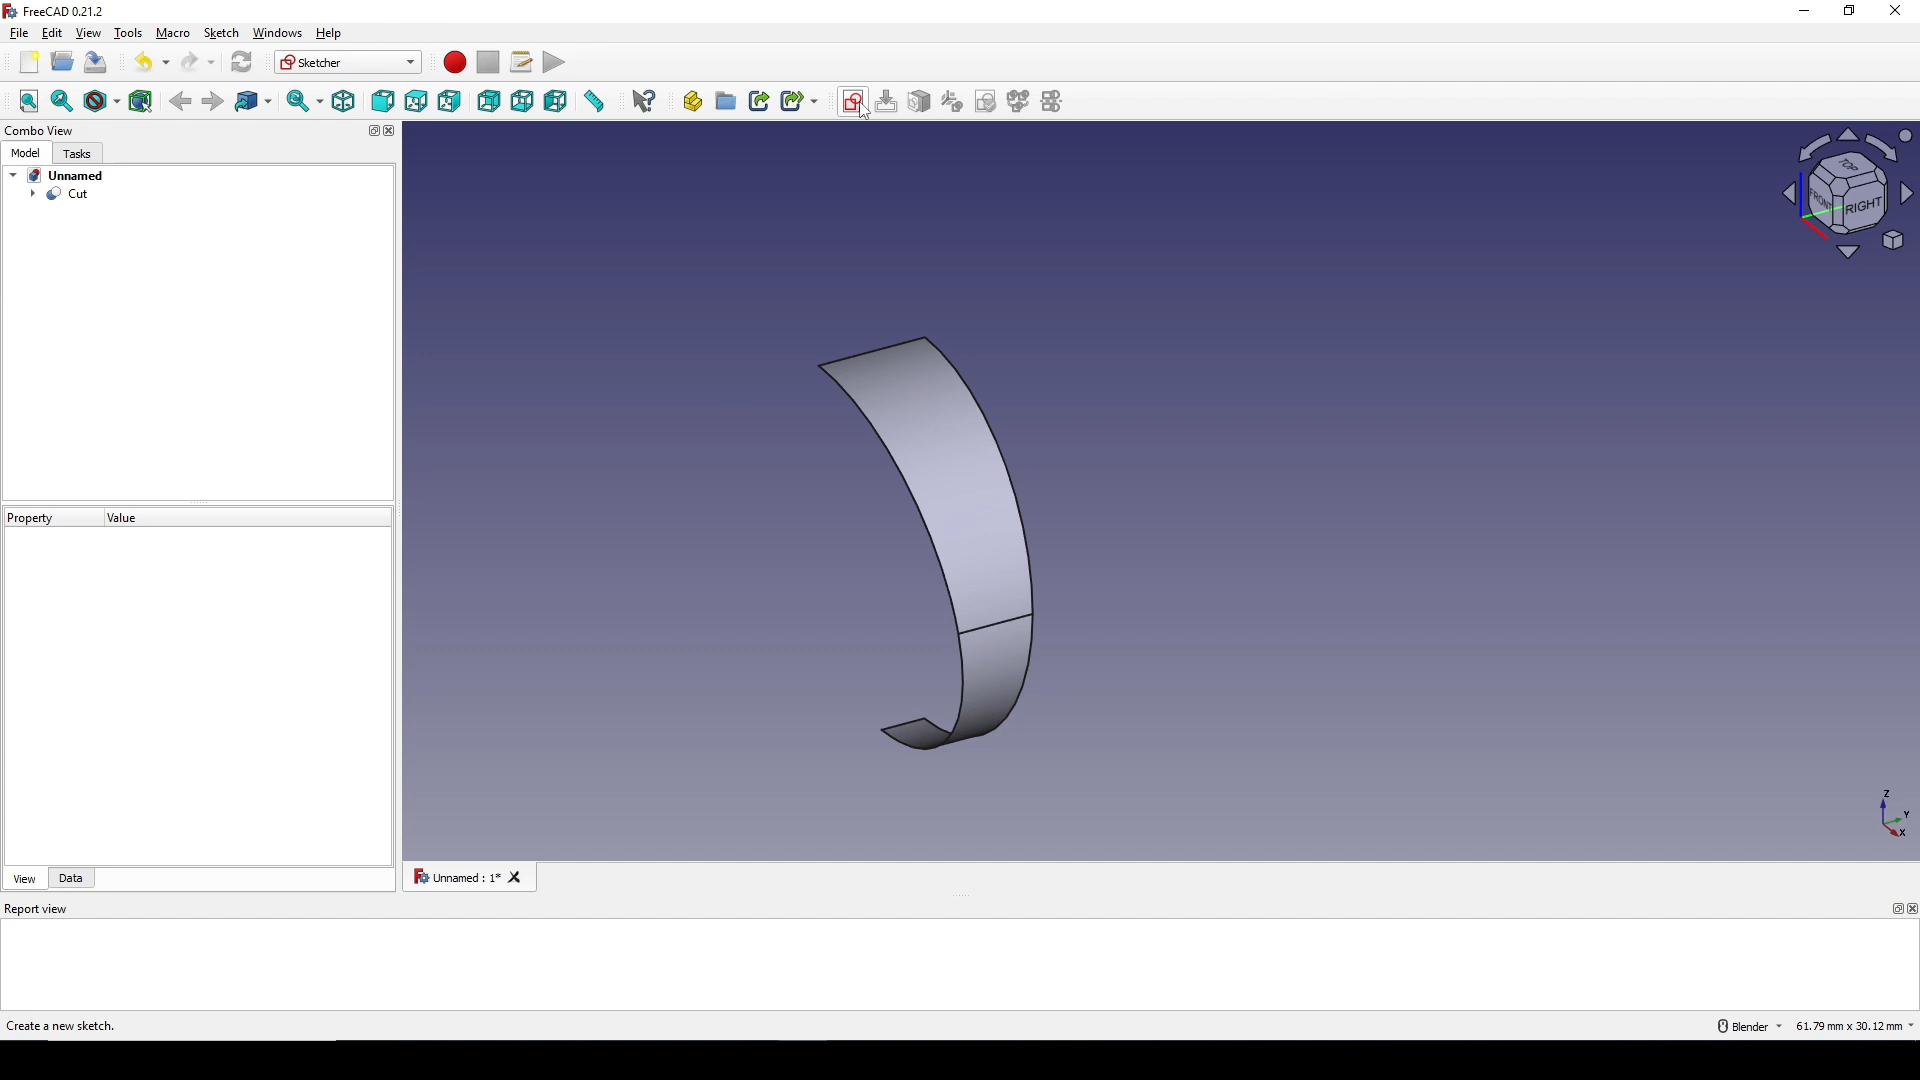 FreeCAD 0.21.2
File Edit View Tools Macro Sketch Windows Help
Sketcher
Combo View
Model Tasks
Unnamed
Cut
Property Value
View Data
TOP
FRONT
RIGHT
Z
Y
X
Unnamed : 1*
Report view
Create a new sketch.
Blender 61.79 mm x 30.12 mm